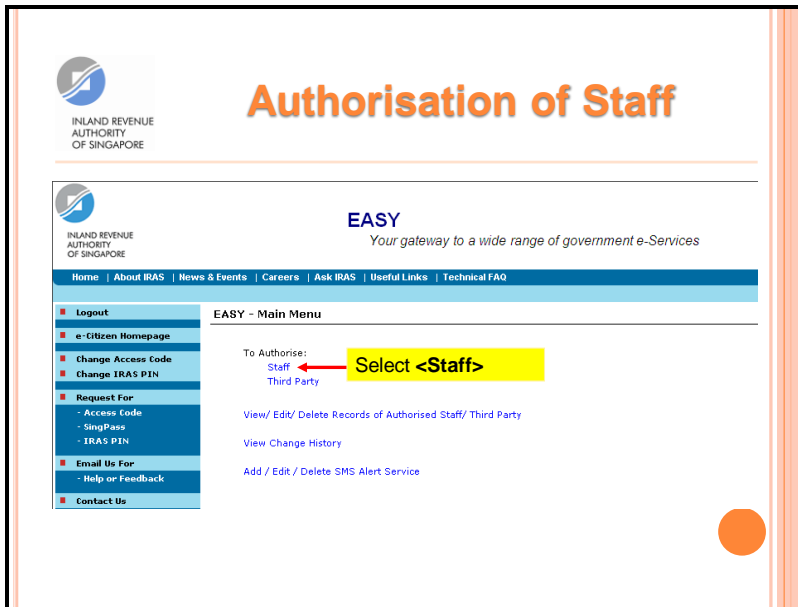 INLAND REVENUE
AUTHORITY
OF SINGAPORE
Authorisation of Staff
INLAND REVENUE
AUTHORITY
OF SINGAPORE
EASY
Your gateway to a wide range of government e-Services
Home | About IRAS | News & Events | Careers | Ask IRAS | Useful Links | Technical FAQ
Logout
e-Citizen Homepage
Change Access Code
Change IRAS PIN
Request For
- Access Code
- SingPass
- IRAS PIN
Email Us For
- Help or Feedback
Contact Us
EASY - Main Menu
To Authorise:
Staff
Select <Staff>
Third Party
View/ Edit/ Delete Records of Authorised Staff/ Third Party
View Change History
Add / Edit / Delete SMS Alert Service